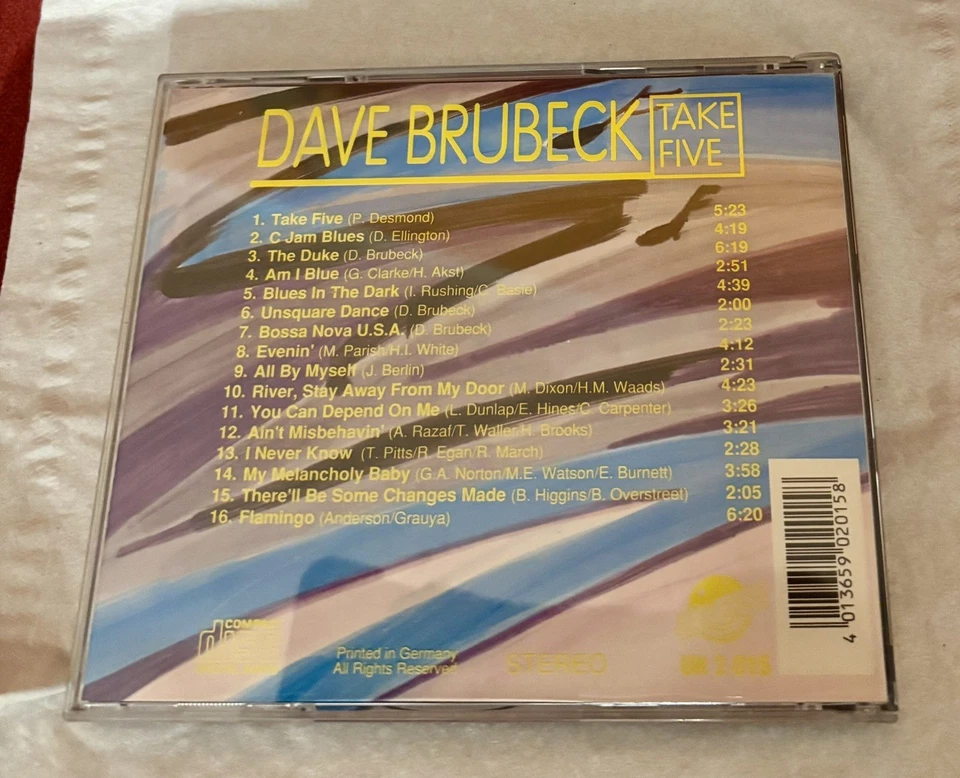 DAVE BRUBECK TAKE FIVE
1. Take Five (P. Desmond) 5:23
2. C Jam Blues (D. Ellington) 4:19
3. The Duke (D. Brubeck) 6:19
4. Am I Blue (G. Clarke/H. Akst) 2:51
5. Blues In The Dark (I. Rushing/C. Basie) 4:39
6. Unsquare Dance (D. Brubeck) 2:00
7. Bossa Nova U.S.A. (D. Brubeck) 2:23
8. Evenin' (M. Parish/H.I. White) 4:12
9. All By Myself (J. Berlin) 2:31
10. River, Stay Away From My Door (M. Dixon/H.M. Waads) 4:23
11. You Can Depend On Me (L. Dunlap/E. Hines/C. Carpenter) 3:26
12. Ain't Misbehavin' (A. Razaf/T. Waller/H. Brooks) 3:21
13. I Never Know (T. Pitts/R. Egan/R. March) 2:28
14. My Melancholy Baby (G.A. Norton/M.E. Watson/E. Burnett) 3:58
15. There'll Be Some Changes Made (B. Higgins/B. Overstreet) 2:05
16. Flamingo (Anderson/Grauya) 6:20
4 013659 020158
Printed in Germany
All Rights Reserved
STEREO